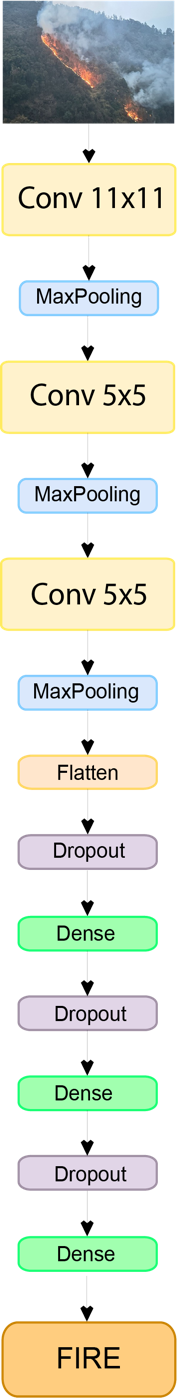 Conv 11x11
MaxPooling
Conv 5x5
MaxPooling
Conv 5x5
MaxPooling
Flatten
Dropout
Dense
Dropout
Dense
Dropout
Dense
FIRE